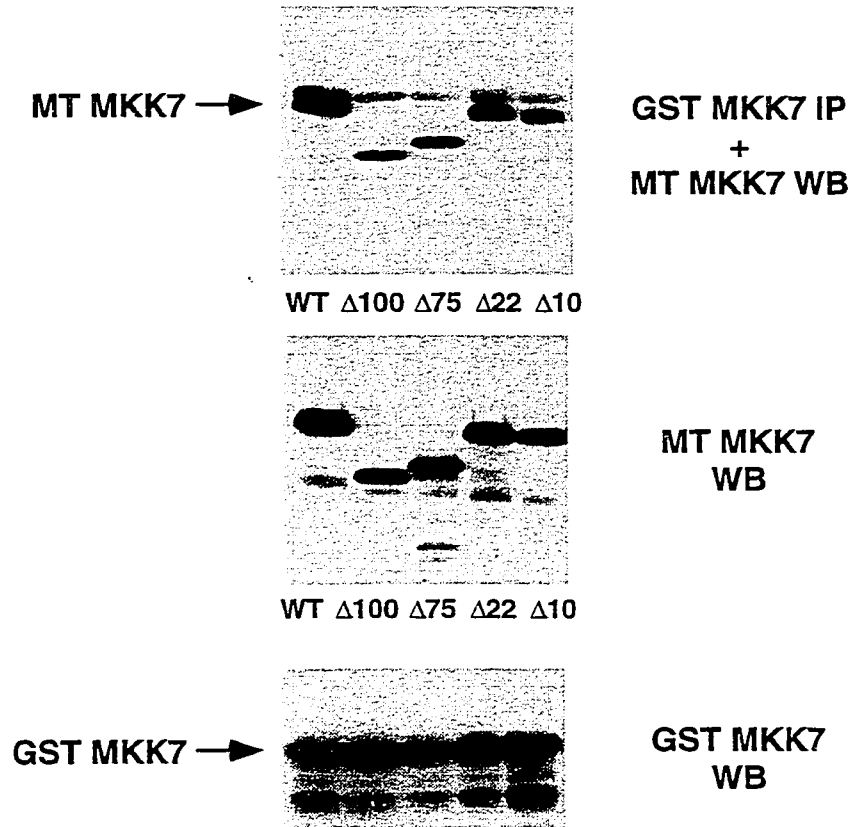 MT MKK7
GST MKK7 IP
+
MT MKK7 WB
WT Δ100 Δ75 Δ22 Δ10
MT MKK7
WB
WT Δ100 Δ75 Δ22 Δ10
GST MKK7
GST MKK7
WB